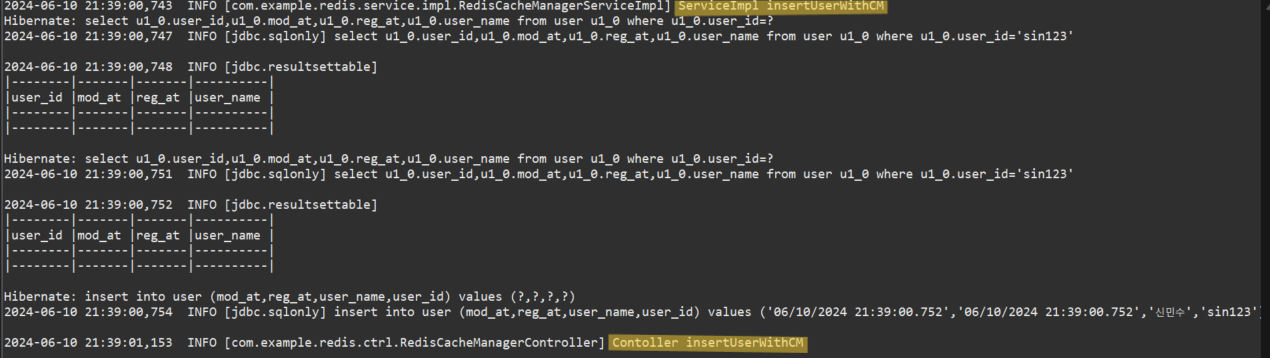 2024-06-10 21:39:00,743  INFO [com.example.redis.service.impl.RedisCacheManagerServiceImpl] ServiceImpl insertUserWithCM
Hibernate: select u1_0.user_id,u1_0.mod_at,u1_0.reg_at,u1_0.user_name from user u1_0 where u1_0.user_id=?
2024-06-10 21:39:00,747  INFO [jdbc.sqlonly] select u1_0.user_id,u1_0.mod_at,u1_0.reg_at,u1_0.user_name from user u1_0 where u1_0.user_id='sin123'
2024-06-10 21:39:00,748  INFO [jdbc.resultsettable]
|--------|-------|-------|----------|
|user_id |mod_at |reg_at |user_name |
|--------|-------|-------|----------|
|--------|-------|-------|----------|
Hibernate: select u1_0.user_id,u1_0.mod_at,u1_0.reg_at,u1_0.user_name from user u1_0 where u1_0.user_id=?
2024-06-10 21:39:00,751  INFO [jdbc.sqlonly] select u1_0.user_id,u1_0.mod_at,u1_0.reg_at,u1_0.user_name from user u1_0 where u1_0.user_id='sin123'
2024-06-10 21:39:00,752  INFO [jdbc.resultsettable]
|--------|-------|-------|----------|
|user_id |mod_at |reg_at |user_name |
|--------|-------|-------|----------|
|--------|-------|-------|----------|
Hibernate: insert into user (mod_at,reg_at,user_name,user_id) values (?,?,?,?)
2024-06-10 21:39:00,754  INFO [jdbc.sqlonly] insert into user (mod_at,reg_at,user_name,user_id) values ('06/10/2024 21:39:00.752','06/10/2024 21:39:00.752','신민수','sin123')
2024-06-10 21:39:01,153  INFO [com.example.redis.ctrl.RedisCacheManagerController] Contoller insertUserWithCM